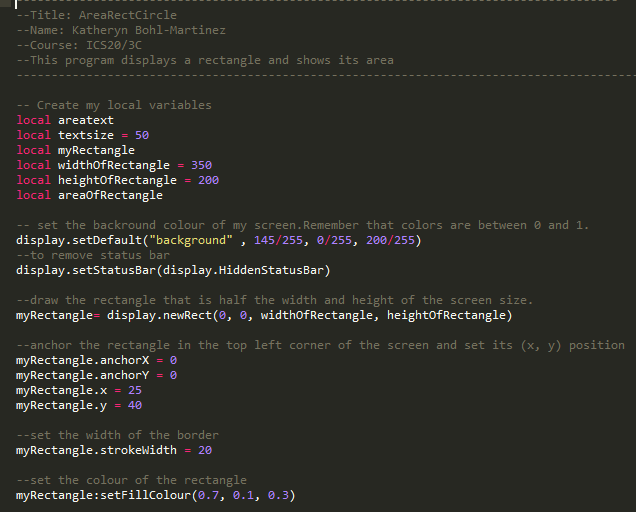 --Title: AreaRectCircle
--Name: Katheryn Bohl-Martinez
--Course: ICS20/3C
--This program displays a rectangle and shows its area
----------------------------------------------------------------------------------------
-- Create my local variables
local areatext
local textsize = 50
local myRectangle
local widthOfRectangle = 350
local heightOfRectangle = 200
local areaOfRectangle
-- set the backround colour of my screen.Remember that colors are between 0 and 1.
display.setDefault("background" , 145/255, 0/255, 200/255)
--to remove status bar
display.setStatusBar(display.HiddenStatusBar)
--draw the rectangle that is half the width and height of the screen size.
myRectangle= display.newRect(0, 0, widthOfRectangle, heightOfRectangle)
--anchor the rectangle in the top left corner of the screen and set its (x, y) position
myRectangle.anchorX = 0
myRectangle.anchorY = 0
myRectangle.x = 25
myRectangle.y = 40
--set the width of the border
myRectangle.strokeWidth = 20
--set the colour of the rectangle
myRectangle:setFillColour(0.7, 0.1, 0.3)